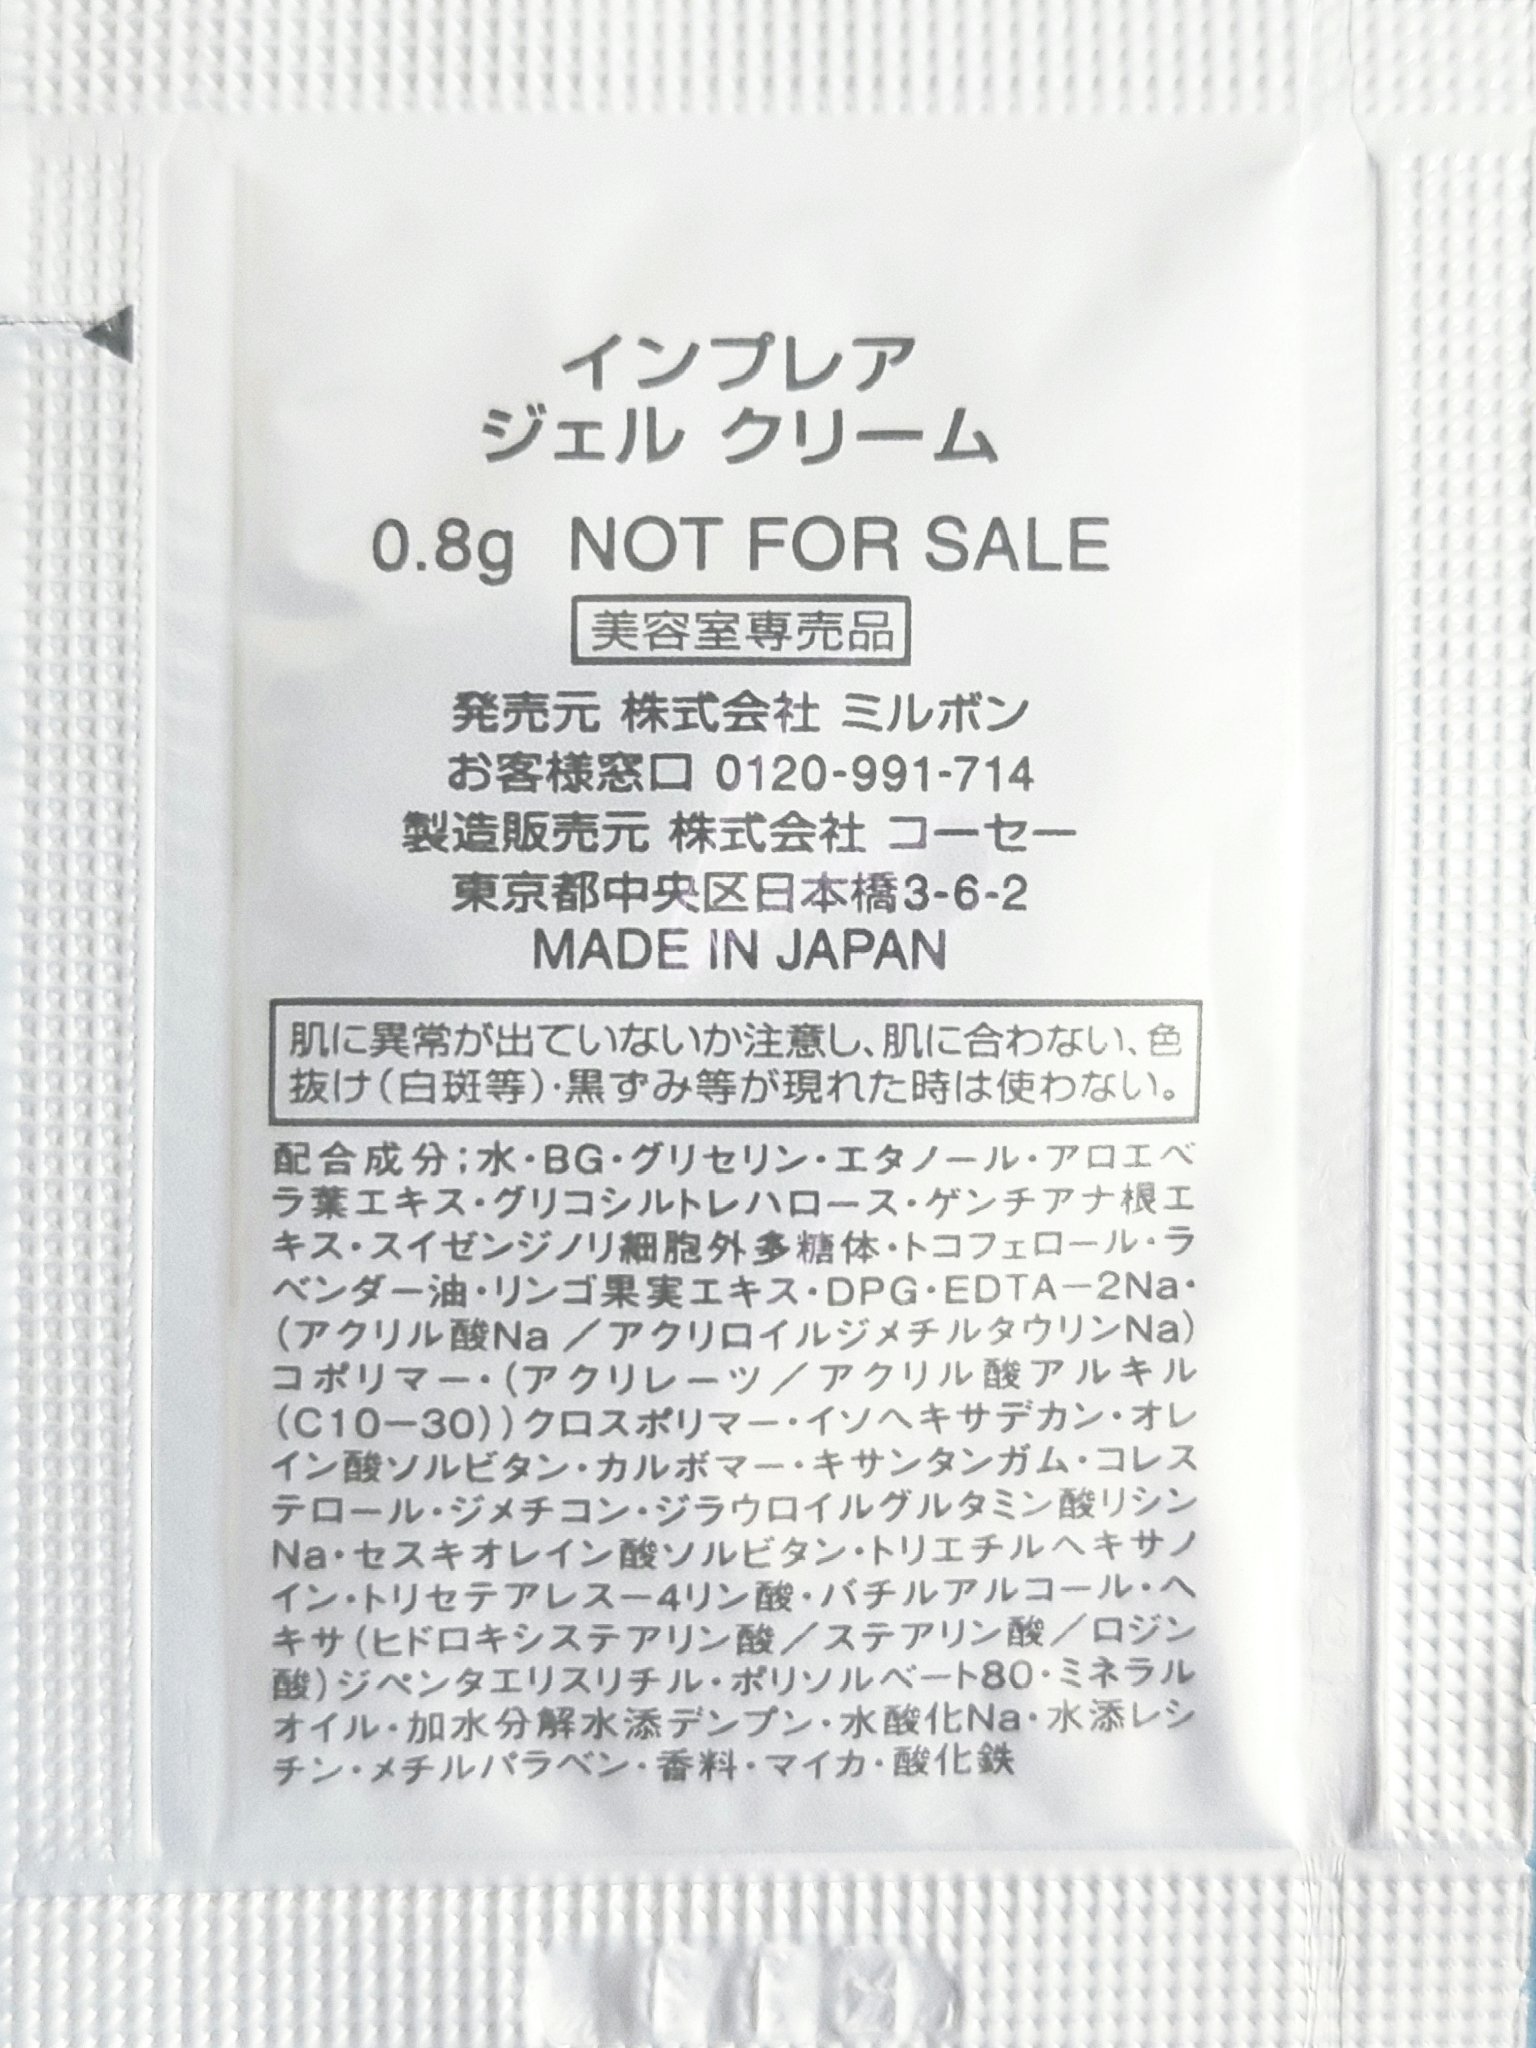 インプレア
ジェル クリーム
0.8g NOT FOR SALE
美容室専売品
発売元 株式会社 ミルボン
お客様窓口 0120-991-714
製造販売元 株式会社 コーセー
東京都中央区日本橋3-6-2
MADE IN JAPAN
肌に異常が出ていないか注意し、肌に合わない、色
抜け(白斑等)・黒ずみ等が現れた時は使わない。
配合成分;水・BG・グリセリン・エタノール・アロエベ
ラ葉エキス・グリコシルトレハロース・ゲンチアナ根エ
キス・スイゼンジノリ細胞外多糖体・トコフェロール・ラ
ベンダー油・リンゴ果実エキス・DPG・EDTA－2Na・
(アクリル酸Na／アクリロイルジメチルタウリンNa)
コポリマー・(アクリレーツ／アクリル酸アルキル
(C10－30))クロスポリマー・イソヘキサデカン・オレ
イン酸ソルビタン・カルボマー・キサンタンガム・コレス
テロール・ジメチコン・ジラウロイルグルタミン酸リシン
Na・セスキオレイン酸ソルビタン・トリエチルヘキサノ
イン・トリセテアレス－4リン酸・バチルアルコール・ヘ
キサ(ヒドロキシステアリン酸／ステアリン酸／ロジン
酸)ジペンタエリスリチル・ポリソルベート80・ミネラル
オイル・加水分解水添デンプン・水酸化Na・水添レシ
チン・メチルパラベン・香料・マイカ・酸化鉄